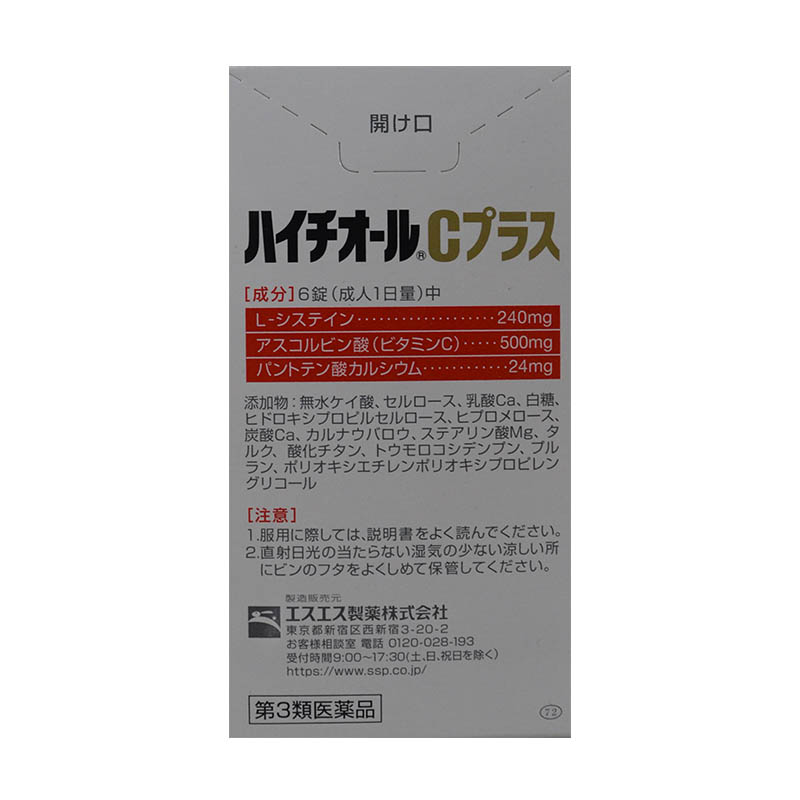 開け口
ハイチオール®Cプラス
[成分]6錠(成人1日量)中
L-システイン・・・・・・・・・・・・・・・・・・・240mg
アスコルビン酸(ビタミンC)・・・・・500mg
パントテン酸カルシウム・・・・・・・・・・・・24mg
添加物:無水ケイ酸、セルロース、乳酸Ca、白糖、
ヒドロキシプロピルセルロース、ヒプロメロース、
炭酸Ca、カルナウバロウ、ステアリン酸Mg、タ
ルク、酸化チタン、トウモロコシデンプン、プル
ラン、ポリオキシエチレンポリオキシプロピレン
グリコール
[注意]
1.服用に際しては、説明書をよく読んでください。
2.直射日光の当たらない湿気の少ない涼しい所
にビンのフタをよくしめて保管してください。
製造販売元
エスエス製薬株式会社
東京都新宿区西新宿3-20-2
お客様相談室 電話 0120-028-193
受付時間9:00~17:30(土、日、祝日を除く)
https://www.ssp.co.jp/
第3類医薬品
72